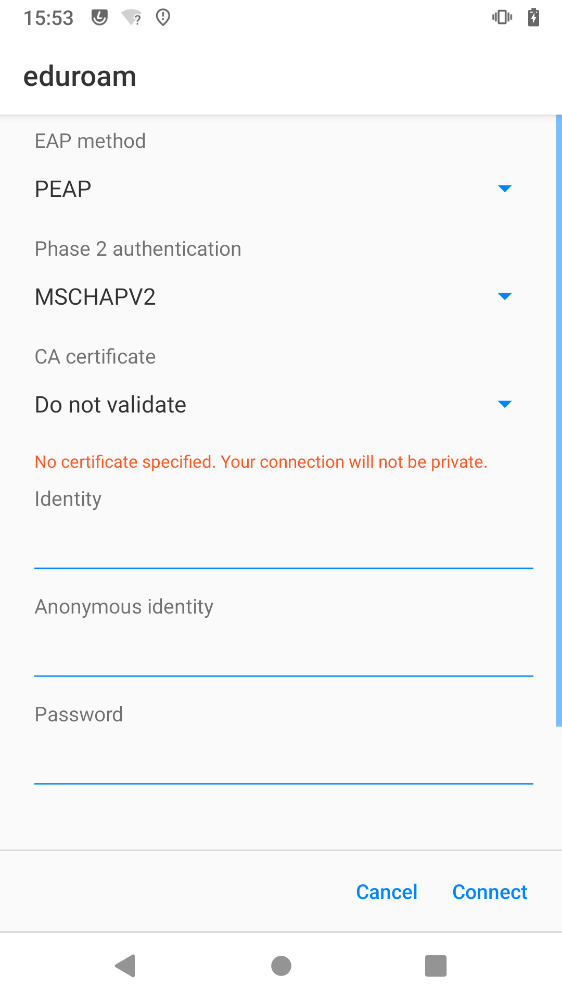 15:53
eduroam
EAP method
PEAP
Phase 2 authentication
MSCHAPV2
CA certificate
Do not validate
No certificate specified. Your connection will not be private.
Identity
Anonymous identity
Password
Cancel Connect